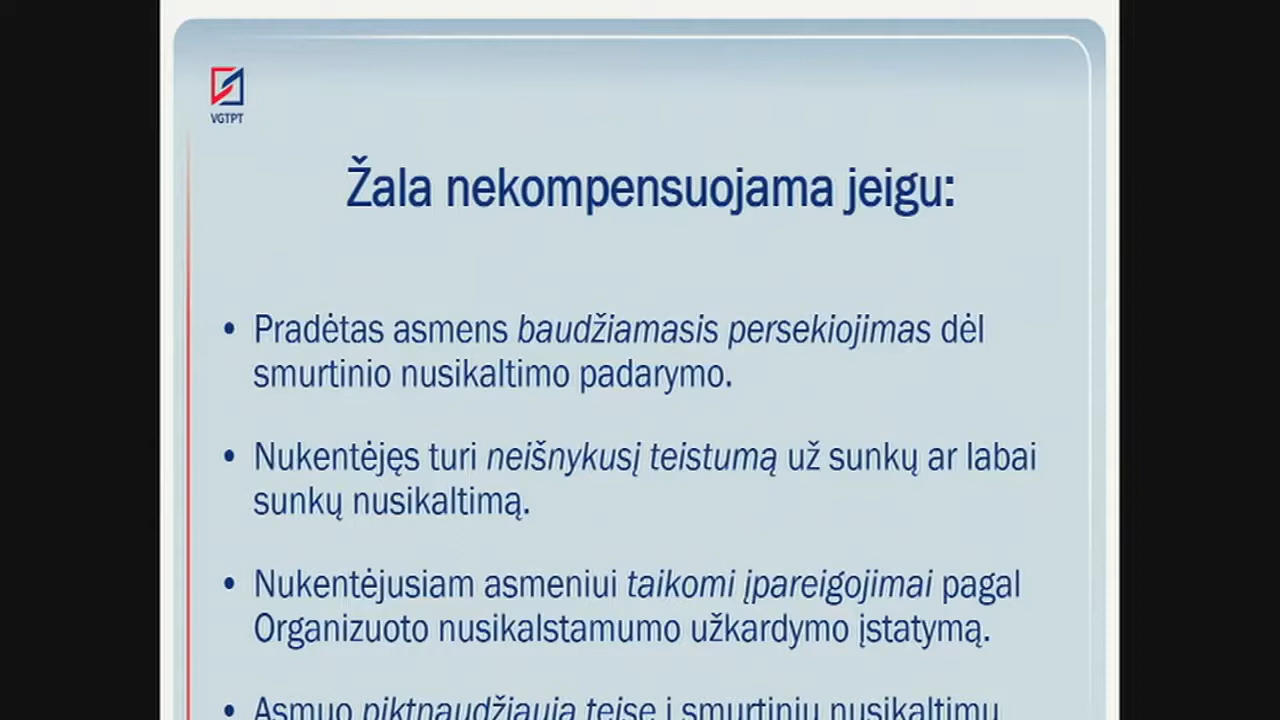 VGTPT
Žala nekompensuojama jeigu:
• Pradėtas asmens baudžiamasis persekiojimas dėl
smurtinio nusikaltimo padarymo.
• Nukentėjęs turi neišnykusį teistumą už sunkų ar labai
sunkų nusikaltimą.
• Nukentėjusiam asmeniui taikomi įpareigojimai pagal
Organizuoto nusikalstamumo užkardymo įstatymą.
• Asmuo piktnaudžiauja teise į smurtinių nusikaltimų